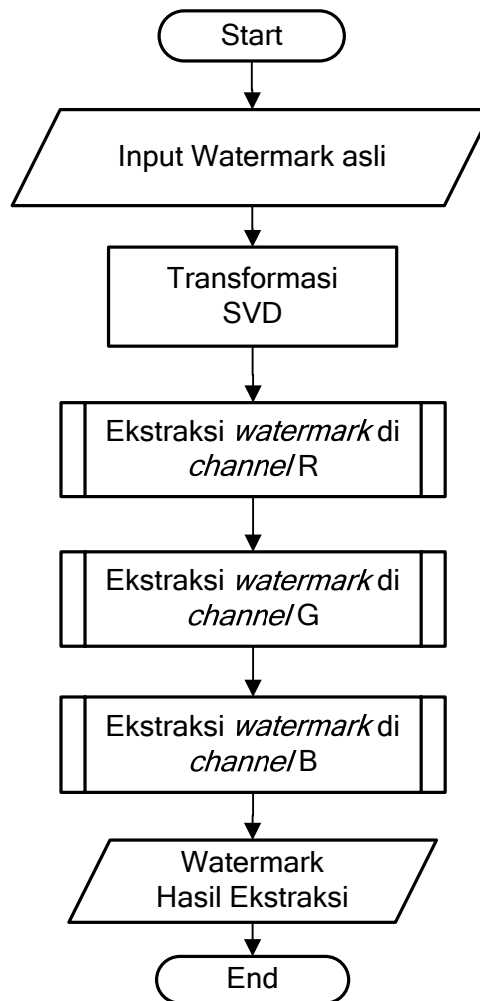 Start
Input Watermark asli
Transformasi
SVD
Ekstraksi watermark di
channel R
Ekstraksi watermark di
channel G
Ekstraksi watermark di
channel B
Watermark
Hasil Ekstraksi
End